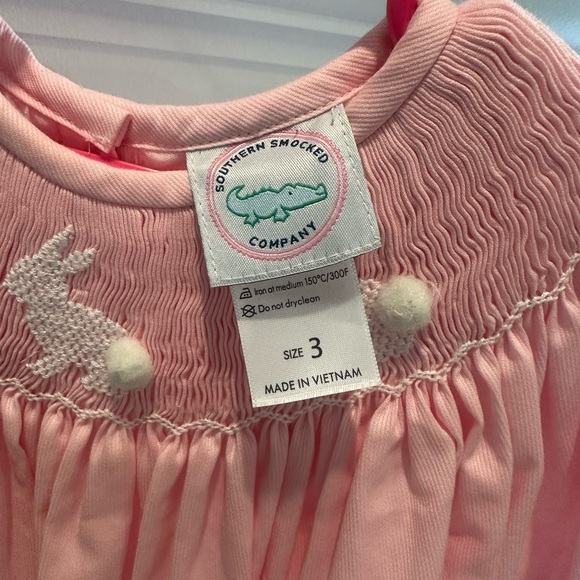 SOUTHERN SMOCKED
COMPANY
Iron at medium 150°C/300F
Do not dryclean
SIZE 3
MADE IN VIETNAM